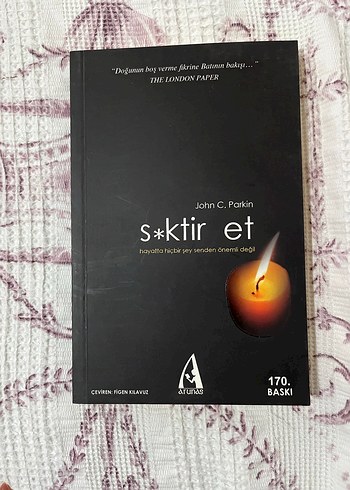 "Doğunun boş verme fikrine Batının bakışı..."
THE LONDON PAPER
John C. Parkin
s*ktir et
hayatta hiçbir şey senden önemli değil
ÇEVİREN: FİGEN KILAVUZ
arunas
170.
BASKI